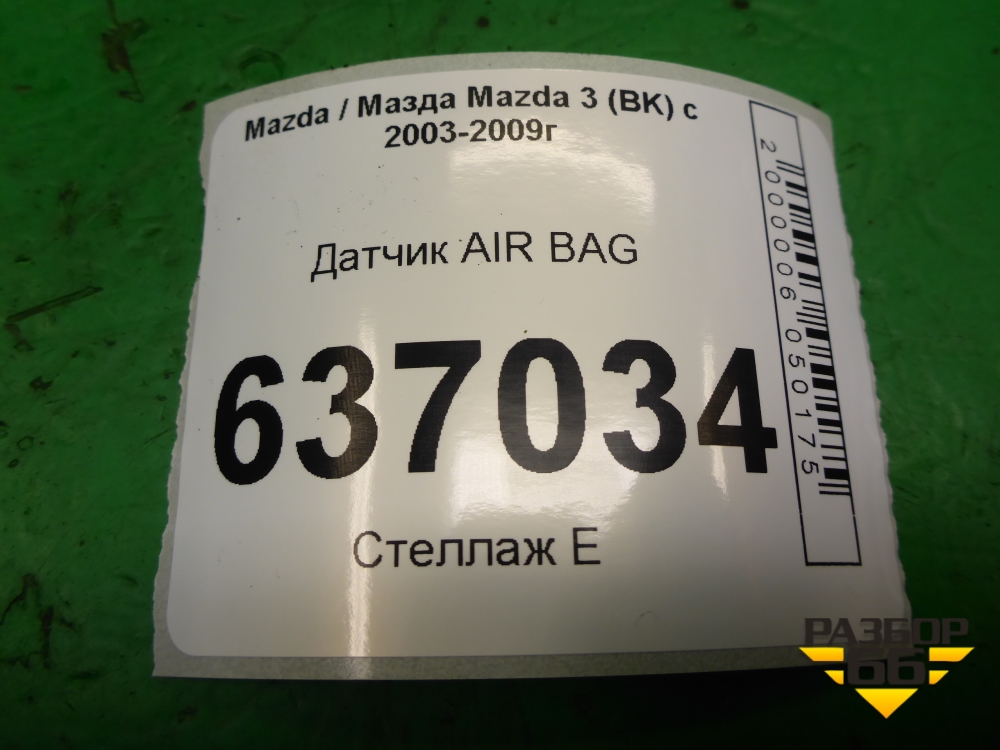 Mazda / Мазда Mazda 3 (BK) с
2003-2009г
Датчик AIR BAG
637034
Стеллаж E
2000006050175
РАЗБОР
66